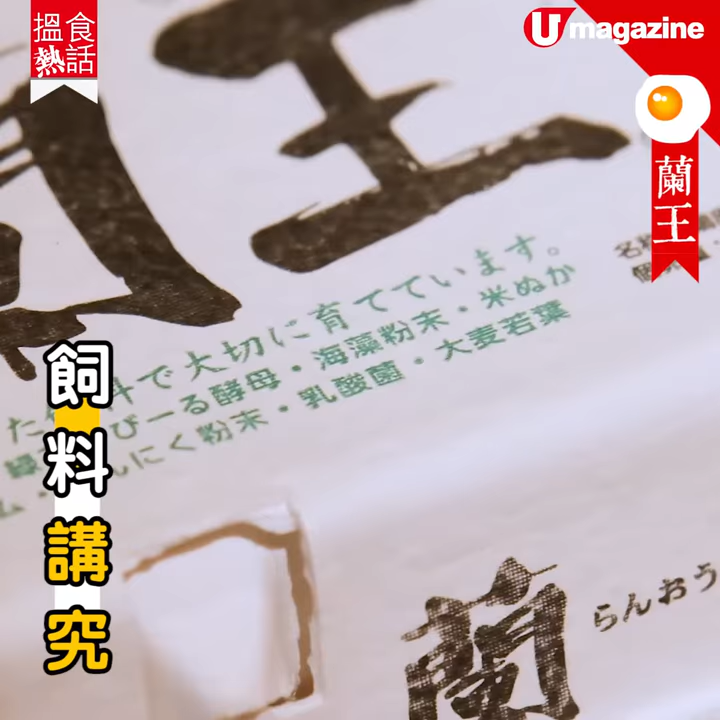 搵食
熱話
U magazine
蘭王
王
で大切に育てています。
びーる酵母・海藻粉末・米ぬか
んにく粉末・乳酸菌・大麦若葉
飼料講究
蘭
らんおう